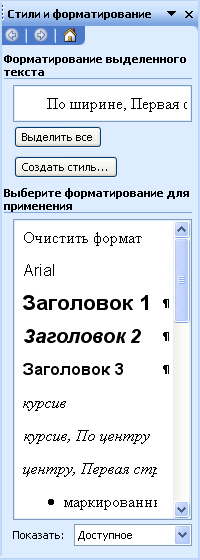 Стили и форматирование
Форматирование выделенного
текста
По ширине, Первая с
Выделить все
Создать стиль...
Выберите форматирование для
применения
Очистить формат
Arial
Заголовок 1 ¶
Заголовок 2 ¶
Заголовок 3 ¶
курсив
курсив, По центру
центру, Первая стр
• маркированны
Показать: Доступное